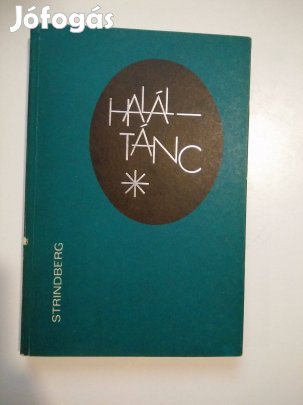 Jófogás
HALÁL–
TÁNC
*
STRINDBERG